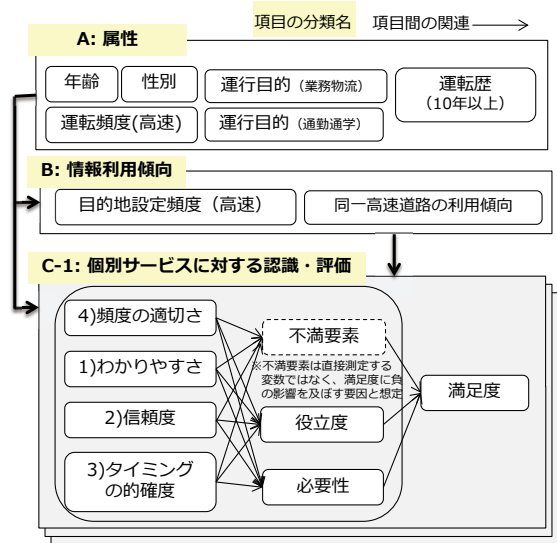 項目の分類名 項目間の関連
A: 属性
年齢 性別 運行目的（業務物流） 運転歴
（10年以上）
運転頻度(高速) 運行目的（通勤通学）
B: 情報利用傾向
目的地設定頻度（高速） 同一高速道路の利用傾向
C-1: 個別サービスに対する認識・評価
4)頻度の適切さ
1)わかりやすさ
2)信頼度
3)タイミング
の的確度
不満要素
※不満要素は直接測定する
変数ではなく、満足度に負
の影響を及ぼす要因と想定
役立度
必要性
満足度